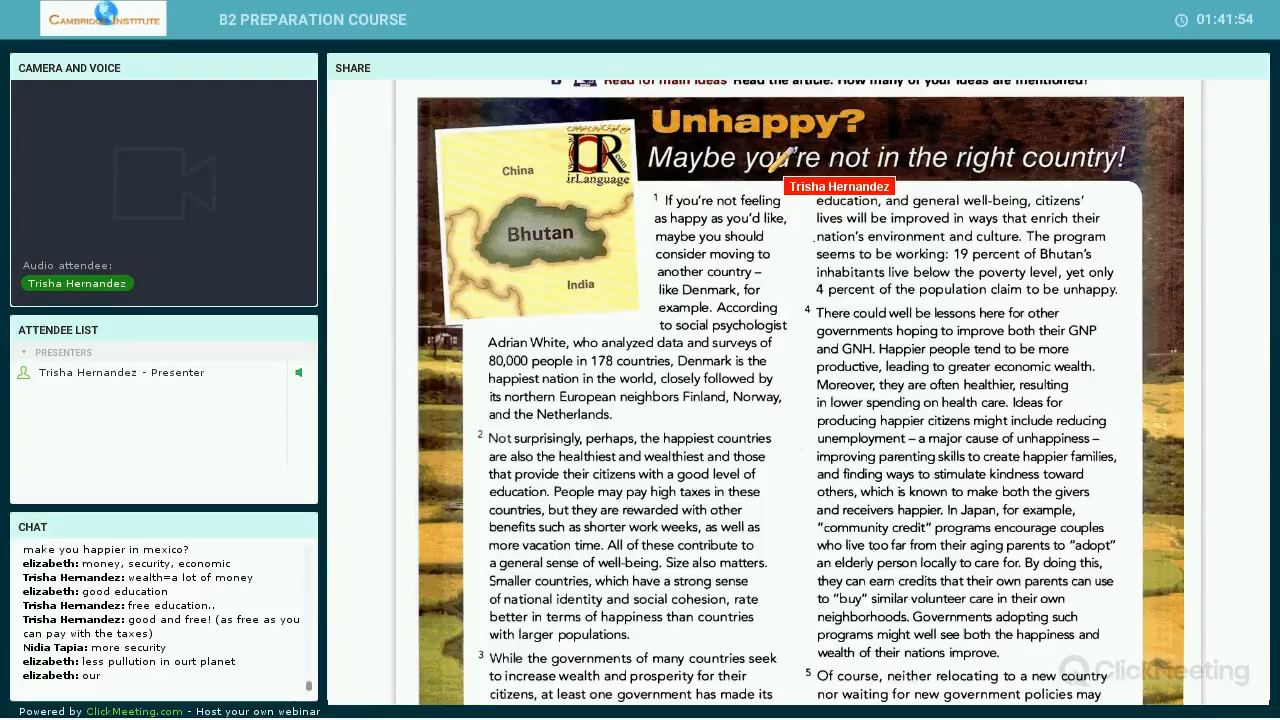 CAMBRIDGE INSTITUTE
B2 PREPARATION COURSE
01:41:54
CAMERA AND VOICE
Audio attendee:
Trisha Hernandez
ATTENDEE LIST
PRESENTERS
Trisha Hernandez - Presenter
CHAT
make you happier in mexico?
elizabeth: money, security, economic
Trisha Hernandez: wealth=a lot of money
elizabeth: good education
Trisha Hernandez: free education..
Trisha Hernandez: good and free! (as free as you
can pay with the taxes)
Nidia Tapia: more security
elizabeth: less pullution in ourt planet
elizabeth: our
Powered by ClickMeeting.com - Host your own webinar
SHARE
B Read for main ideas Read the article. How many of your ideas are mentioned?
Unhappy?
Maybe you're not in the right country!
Trisha Hernandez
irLanguage
.com
China
Bhutan
India
1 If you're not feeling
as happy as you'd like,
maybe you should
consider moving to
another country –
like Denmark, for
example. According
to social psychologist
Adrian White, who analyzed data and surveys of
80,000 people in 178 countries, Denmark is the
happiest nation in the world, closely followed by
its northern European neighbors Finland, Norway,
and the Netherlands.
2 Not surprisingly, perhaps, the happiest countries
are also the healthiest and wealthiest and those
that provide their citizens with a good level of
education. People may pay high taxes in these
countries, but they are rewarded with other
benefits such as shorter work weeks, as well as
more vacation time. All of these contribute to
a general sense of well-being. Size also matters.
Smaller countries, which have a strong sense
of national identity and social cohesion, rate
better in terms of happiness than countries
with larger populations.
3 While the governments of many countries seek
to increase wealth and prosperity for their
citizens, at least one government has made its
education, and general well-being, citizens'
lives will be improved in ways that enrich their
nation's environment and culture. The program
seems to be working: 19 percent of Bhutan's
inhabitants live below the poverty level, yet only
4 percent of the population claim to be unhappy.
4 There could well be lessons here for other
governments hoping to improve both their GNP
and GNH. Happier people tend to be more
productive, leading to greater economic wealth.
Moreover, they are often healthier, resulting
in lower spending on health care. Ideas for
producing happier citizens might include reducing
unemployment – a major cause of unhappiness –
improving parenting skills to create happier families,
and finding ways to stimulate kindness toward
others, which is known to make both the givers
and receivers happier. In Japan, for example,
"community credit" programs encourage couples
who live too far from their aging parents to "adopt"
an elderly person locally to care for. By doing this,
they can earn credits that their own parents can use
to "buy" similar volunteer care in their own
neighborhoods. Governments adopting such
programs might well see both the happiness and
wealth of their nations improve.
5 Of course, neither relocating to a new country
nor waiting for new government policies may
ClickMeeting